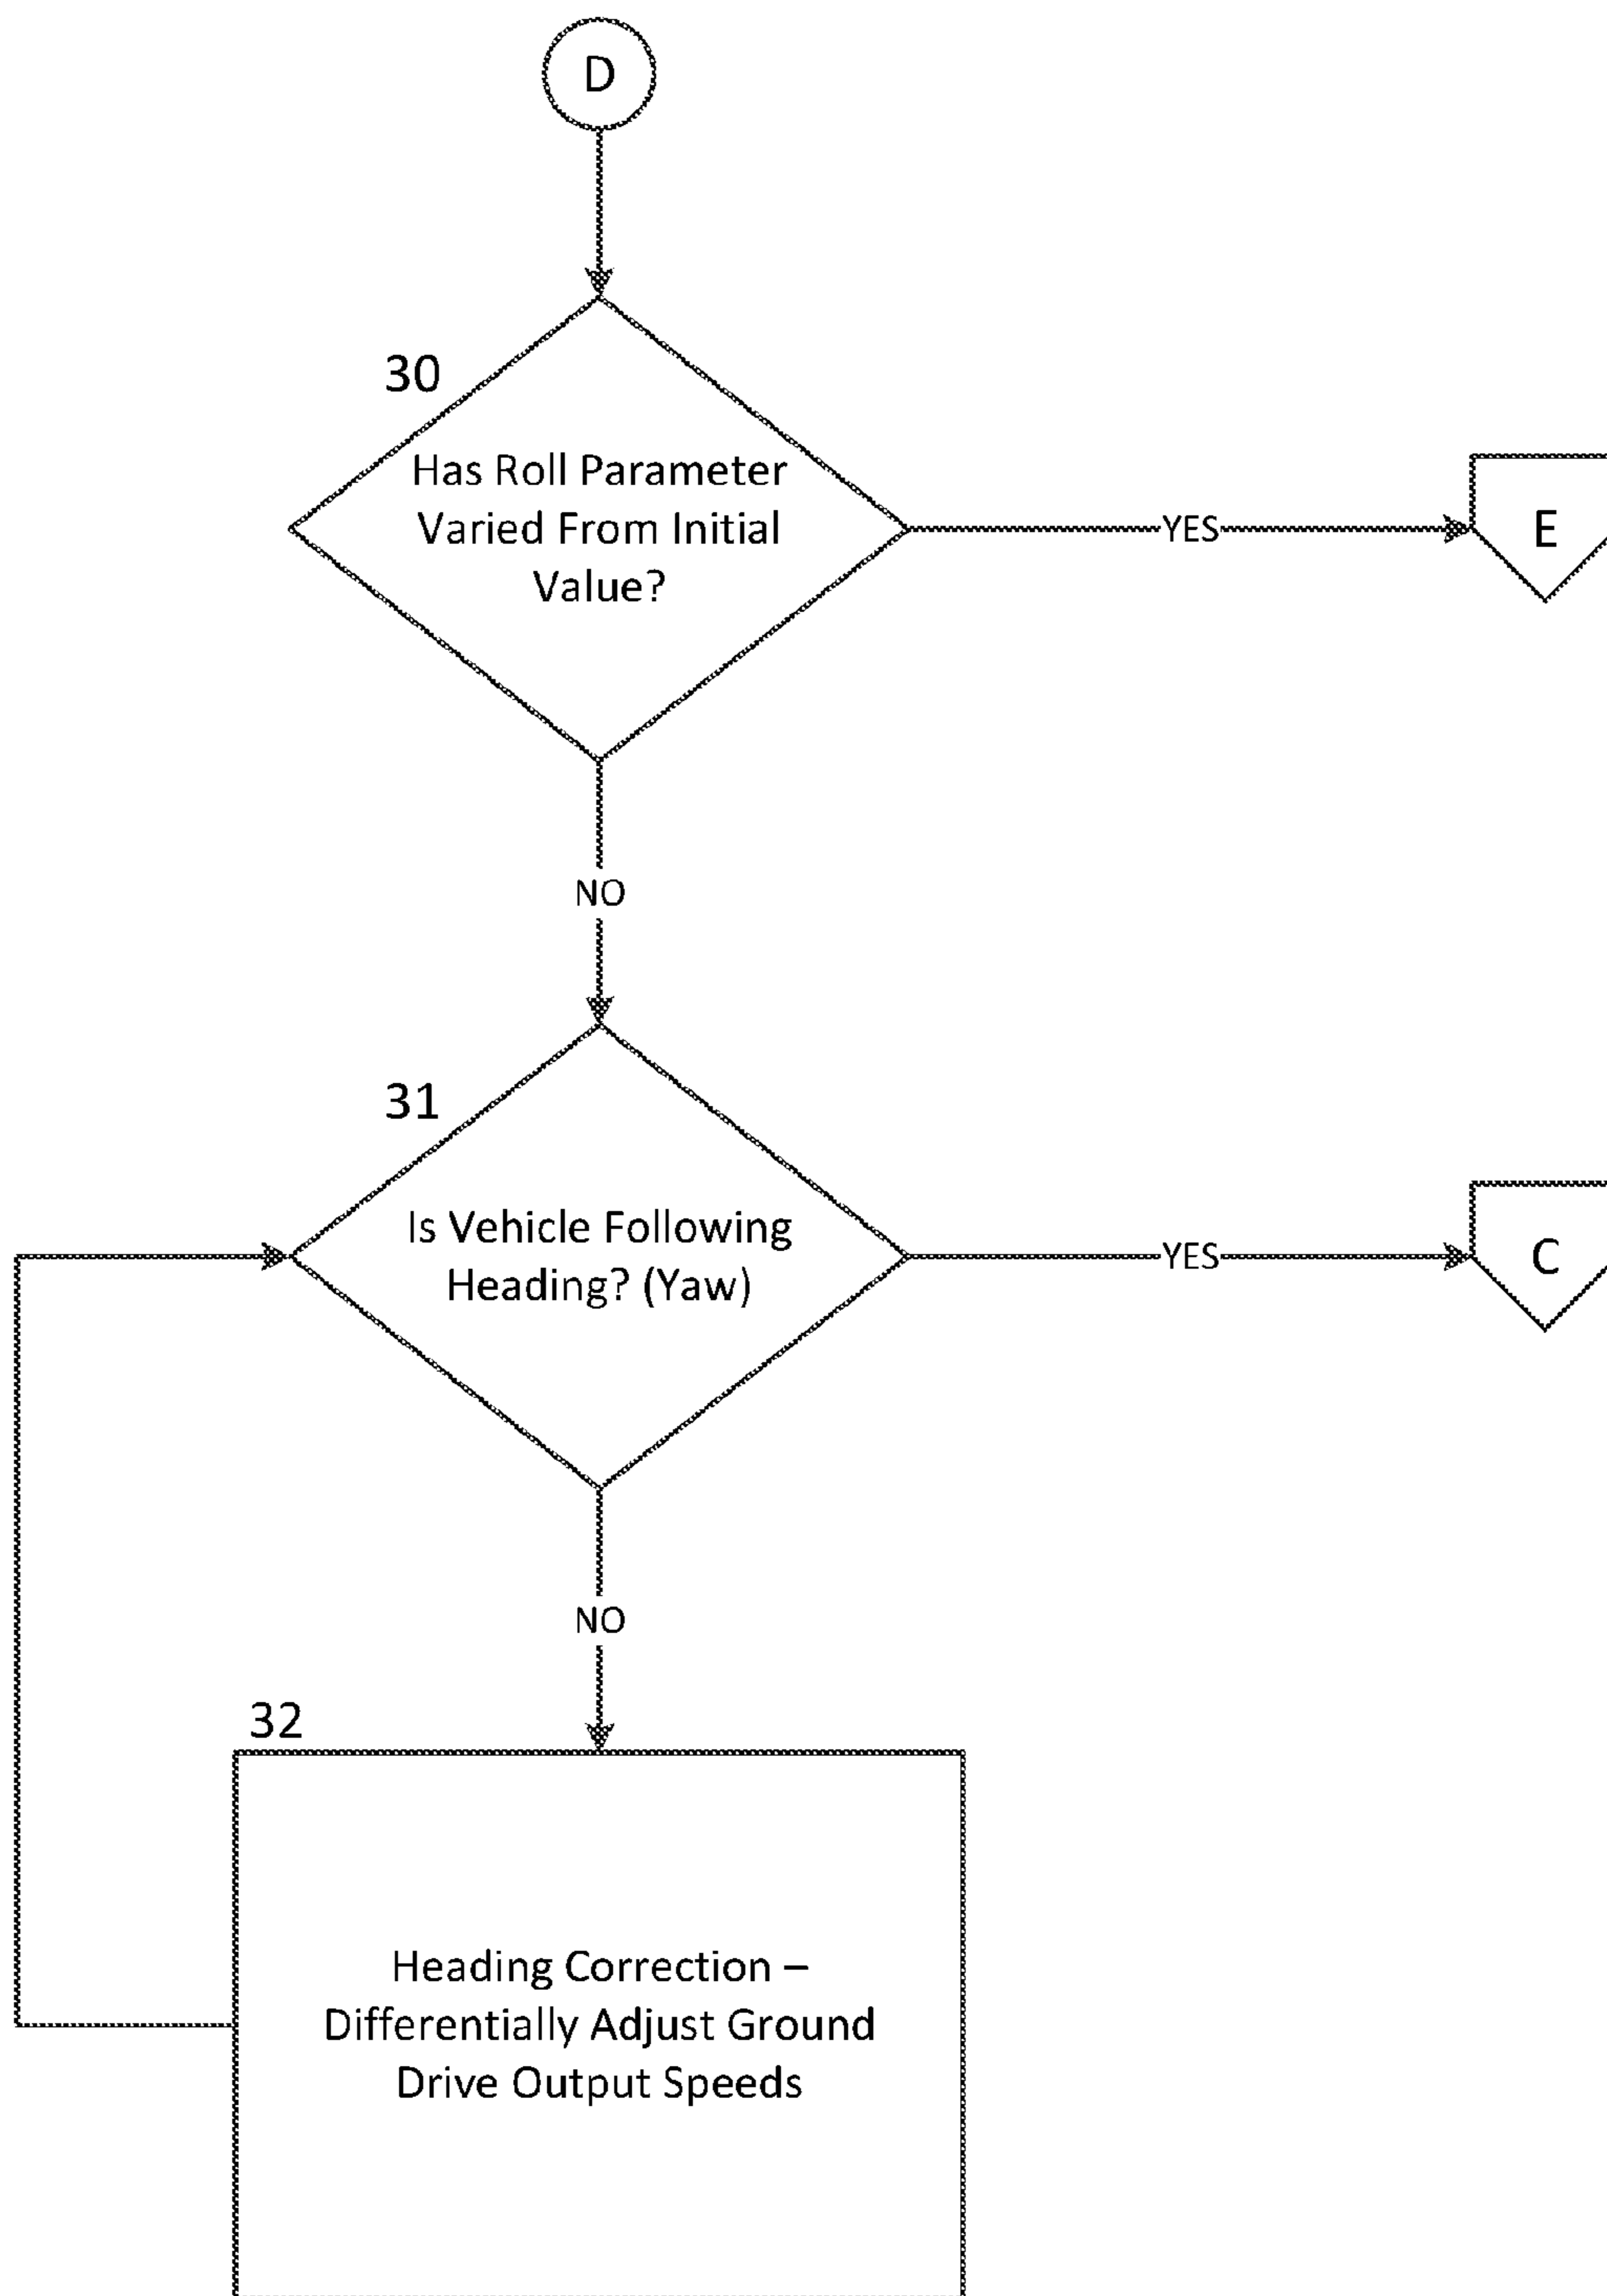 D
30
Has Roll Parameter
Varied From Initial
Value?
YES
E
NO
31
Is Vehicle Following
Heading? (Yaw)
YES
C
NO
32
Heading Correction –
Differentially Adjust Ground
Drive Output Speeds